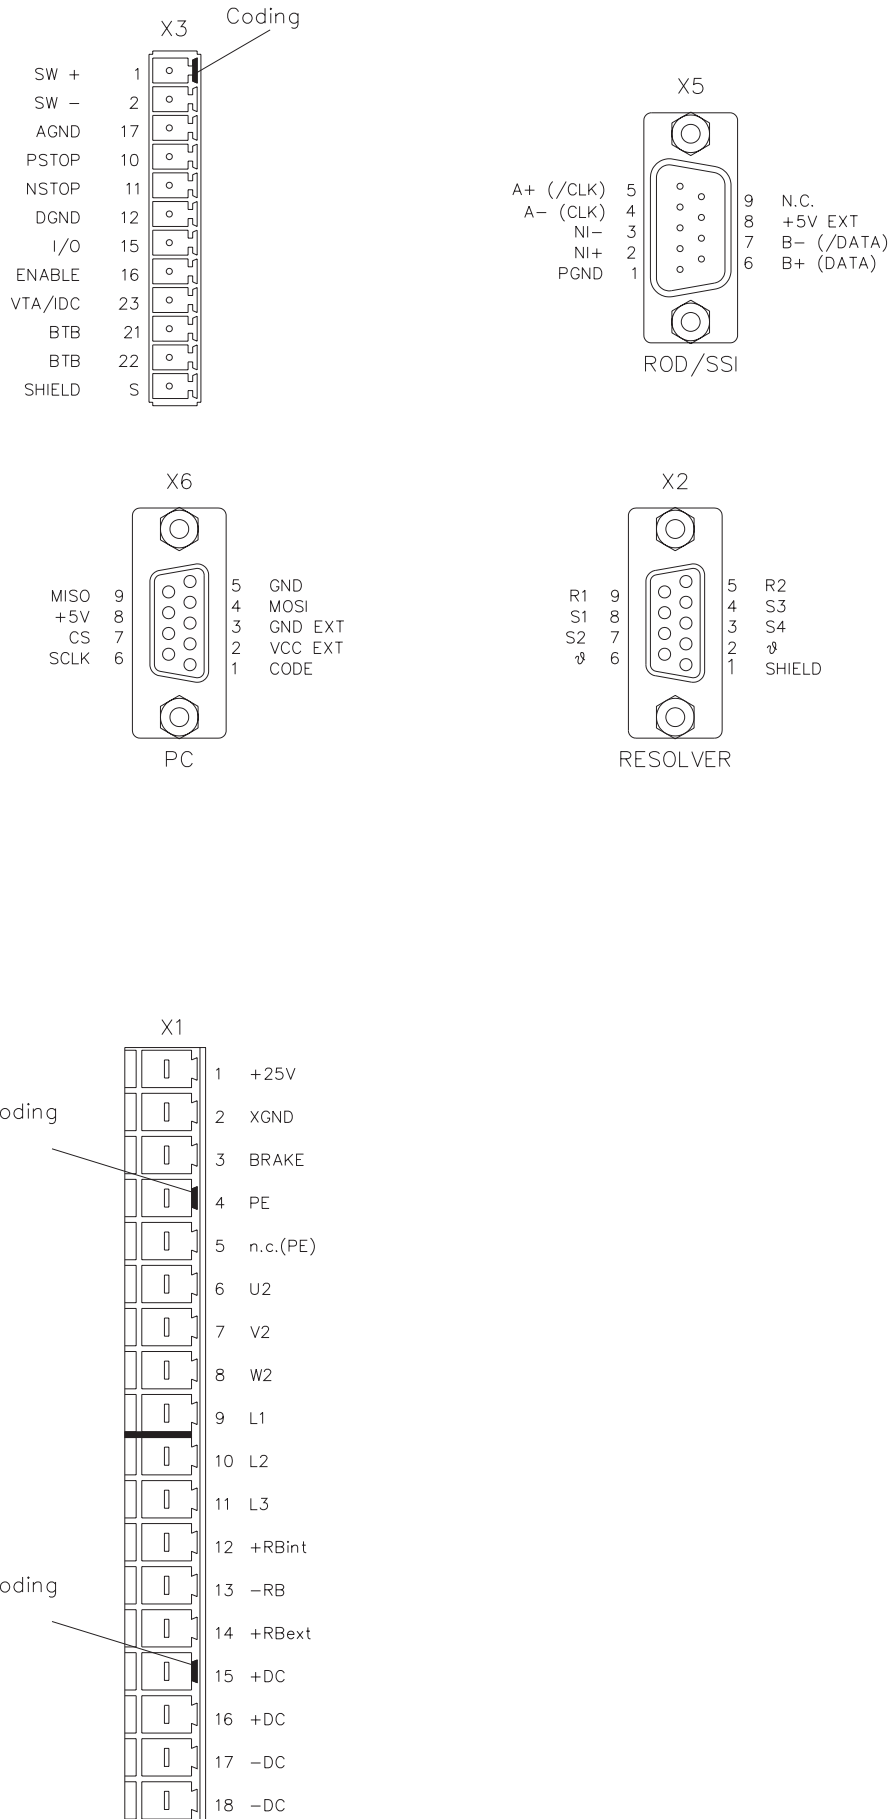 X3
Coding
SW + 1
SW - 2
AGND 17
PSTOP 10
NSTOP 11
DGND 12
I/O 15
ENABLE 16
VTA/IDC 23
BTB 21
BTB 22
SHIELD S
X5
A+ (/CLK) 5
A- (CLK) 4
NI- 3
NI+ 2
PGND 1
9 N.C.
8 +5V EXT
7 B- (/DATA)
6 B+ (DATA)
ROD/SSI
X6
MISO 9
+5V 8
CS 7
SCLK 6
5 GND
4 MOSI
3 GND EXT
2 VCC EXT
1 CODE
PC
X2
R1 9
S1 8
S2 7
ϑ 6
5 R2
4 S3
3 S4
2 ϑ
1 SHIELD
RESOLVER
X1
1 +25V
oding
2 XGND
3 BRAKE
4 PE
5 n.c.(PE)
6 U2
7 V2
8 W2
9 L1
10 L2
11 L3
12 +RBint
oding
13 -RB
14 +RBext
15 +DC
16 +DC
17 -DC
18 -DC